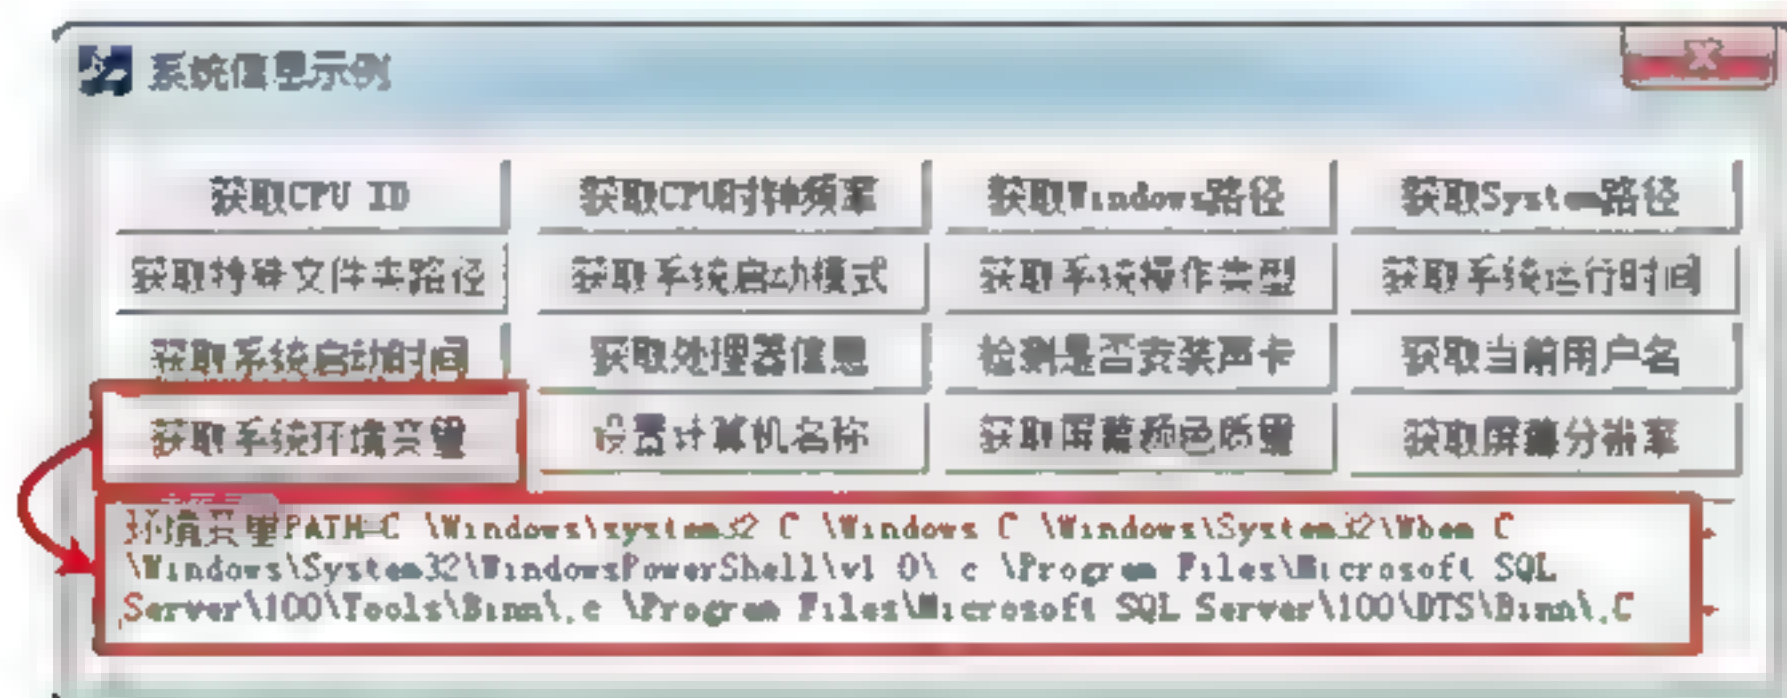 系统信息示例
获取CPU ID 获取CPU时钟频率 获取Windows路径 获取System路径
获取特殊文件夹路径 获取系统启动模式 获取系统操作类型 获取系统运行时间
获取系统启动时间 获取处理器信息 检测是否安装声卡 获取当前用户名
获取系统环境变量 设置计算机名称 获取屏幕颜色质量 获取屏幕分辨率
环境变量PATH=C \Windows\system32 C \Windows C \Windows\System32\Wbem C
\Windows\System32\WindowsPowerShell\v1 0\ c \Program Files\Microsoft SQL
Server\100\Tools\Binn\,c \Program Files\Microsoft SQL Server\100\DTS\Binn\,C